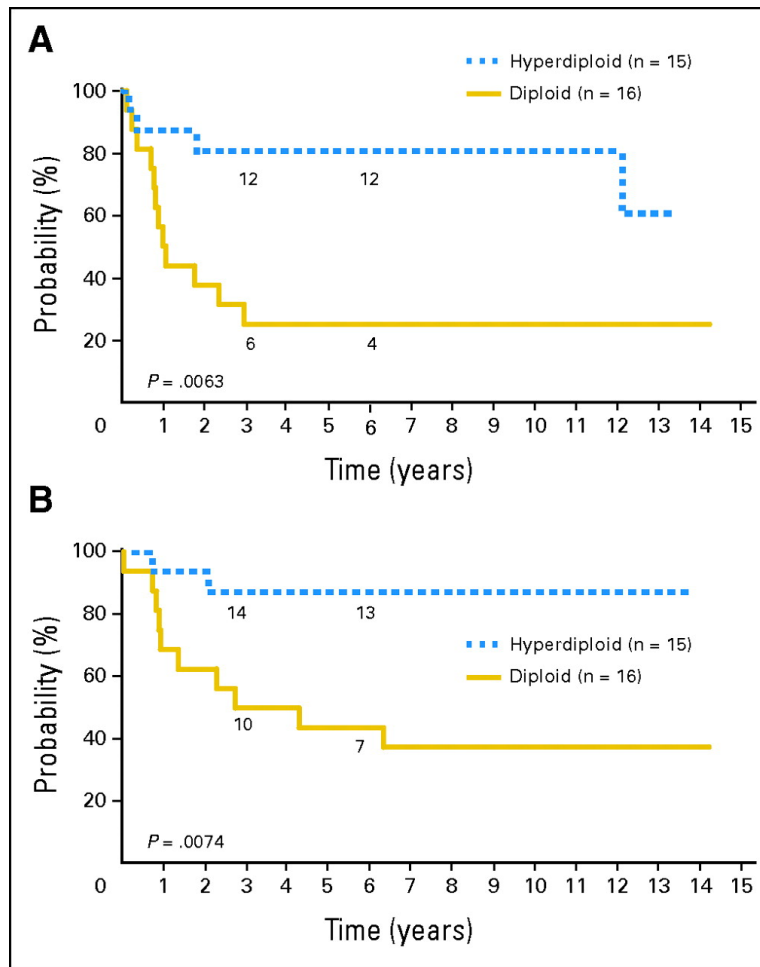 A
Hyperdiploid (n = 15)
Diploid (n = 16)
100
80
60
40
20
0
Probability (%)
12
12
6
4
P = .0063
1 2 3 4 5 6 7 8 9 10 11 12 13 14 15
Time (years)
B
100
80
60
40
20
0
Probability (%)
14
13
Hyperdiploid (n = 15)
Diploid (n = 16)
10
7
P = .0074
1 2 3 4 5 6 7 8 9 10 11 12 13 14 15
Time (years)